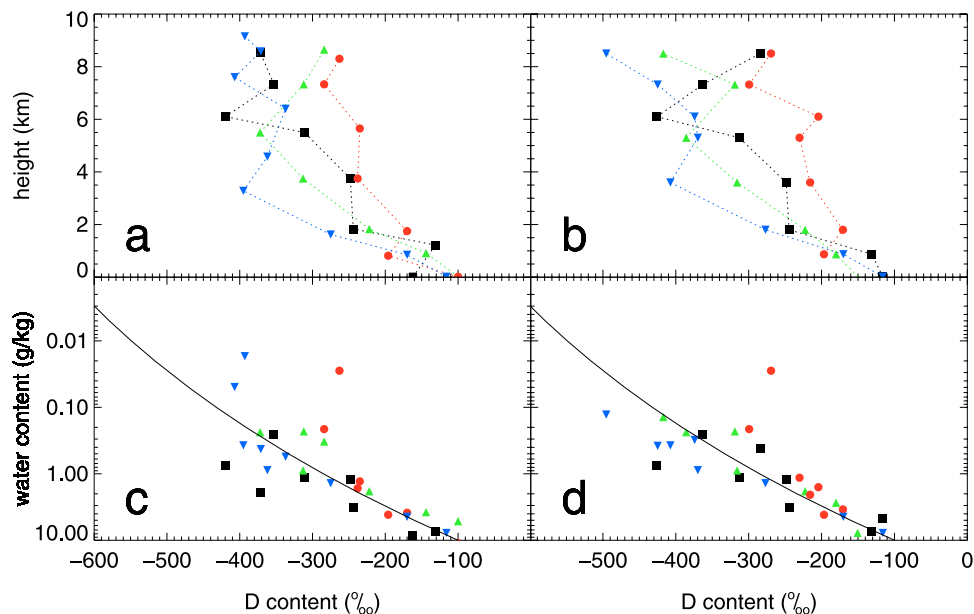 10
8
6
4
2
0
height (km)
a
b
0.01
0.10
1.00
10.00
water content (g/kg)
c
d
−600 −500 −400 −300 −200 −100 −500 −400 −300 −200 −100 0
D content (‰) D content (‰)